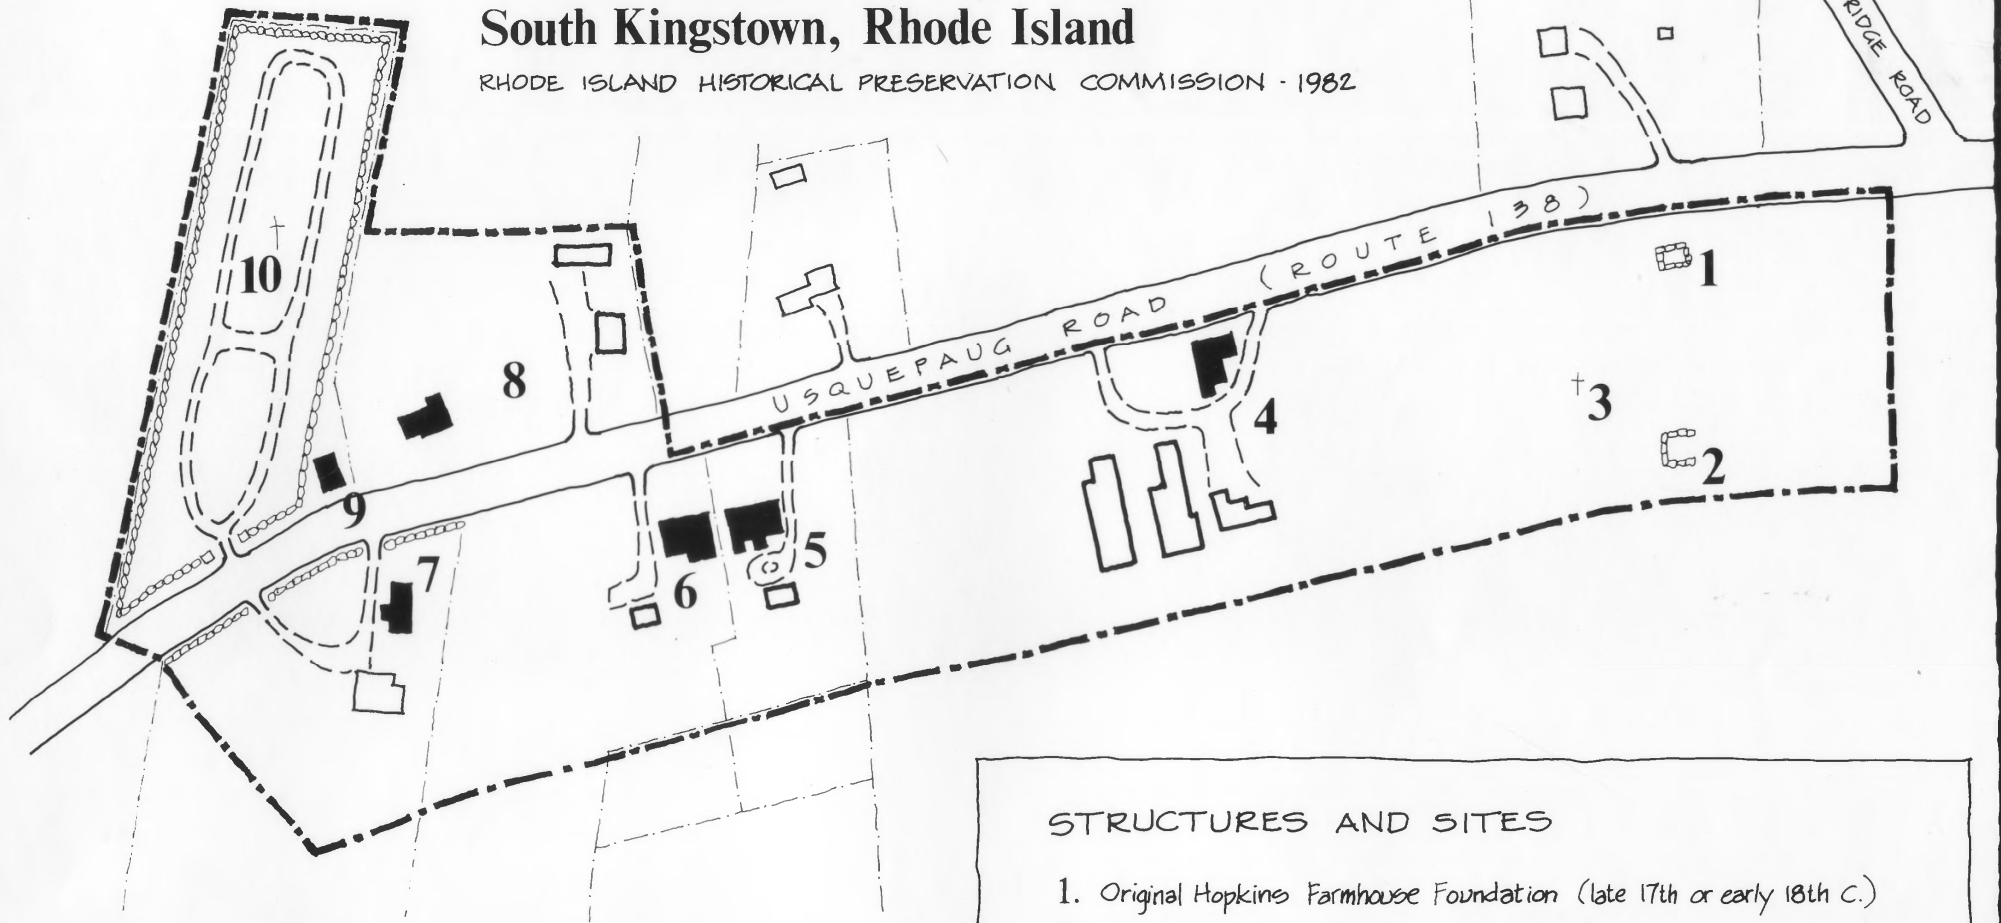 South Kingstown, Rhode Island
RHODE ISLAND HISTORICAL PRESERVATION COMMISSION - 1982
RIDGE ROAD
USQUEPAUG ROAD (ROUTE 138)
1
2
3
4
5
6
7
8
9
10
STRUCTURES AND SITES
1. Original Hopkins Farmhouse Foundation (late 17th or early 18th C.)